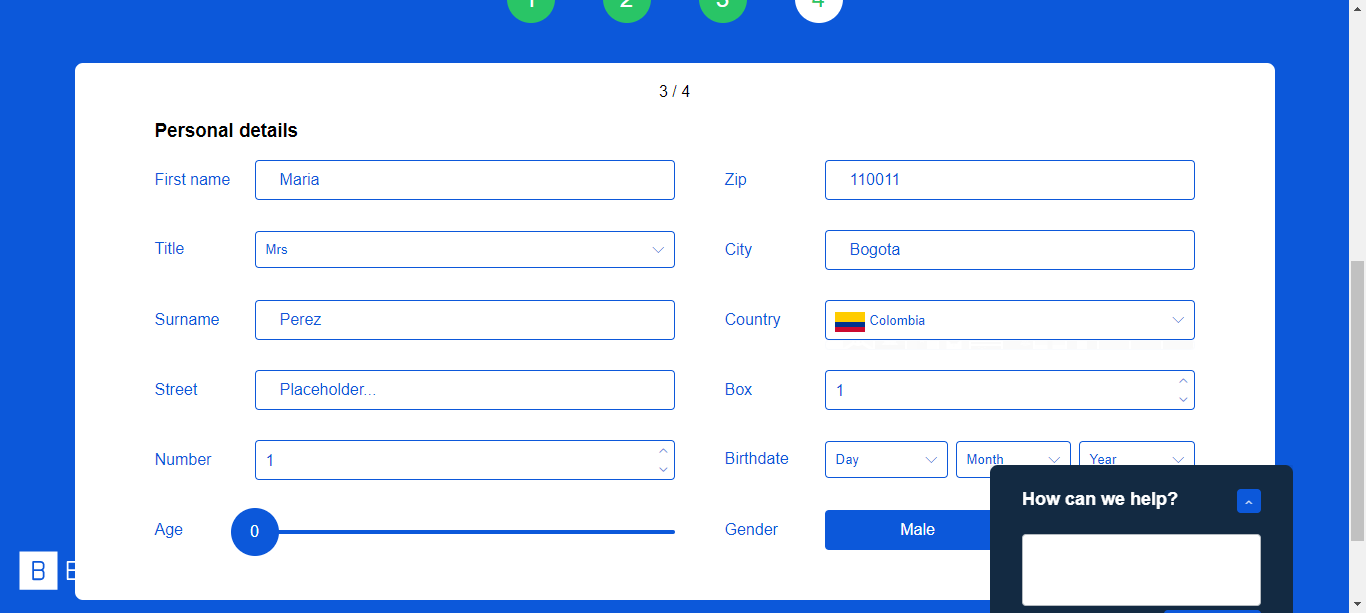 1 2 3 4
3 / 4
Personal details
First name Maria
Zip 110011
Title Mrs
City Bogota
Surname Perez
Country Colombia
Street Placeholder...
Box 1
Number 1
Birthdate Day Month Year
Age 0
Gender Male
How can we help?
B